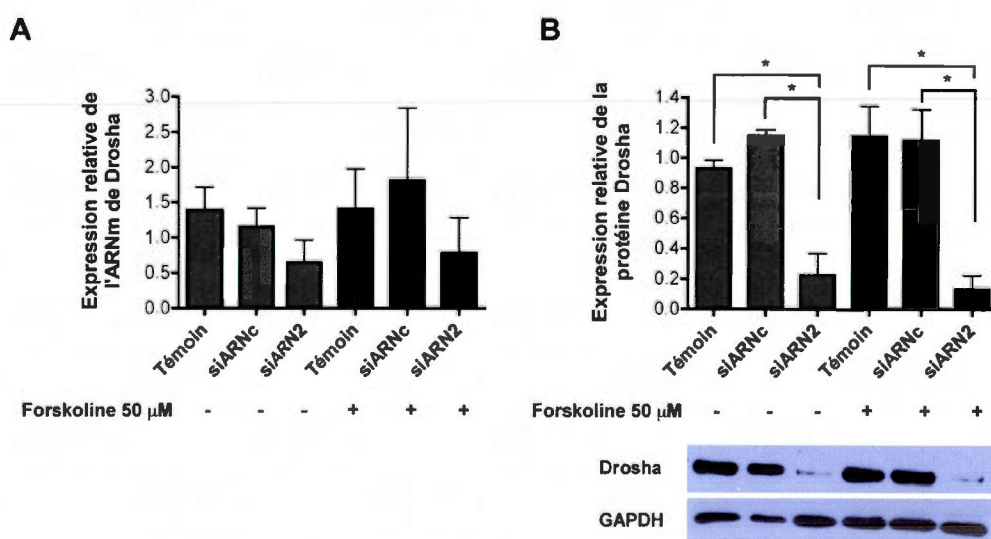 A
Expression relative de
l'ARNm de Drosha
3.0
2.5
2.0
1.5
1.0
0.5
0.0
Témoin
siARNc
siARN2
Témoin
siARNc
siARN2
Forskoline 50 µM - - - + + +
B
Expression relative de la
protéine Drosha
* *
* *
1.4
1.2
1.0
0.8
0.6
0.4
0.2
0.0
Témoin
siARNc
siARN2
Témoin
siARNc
siARN2
Forskoline 50 µM - - - + + +
Drosha
GAPDH